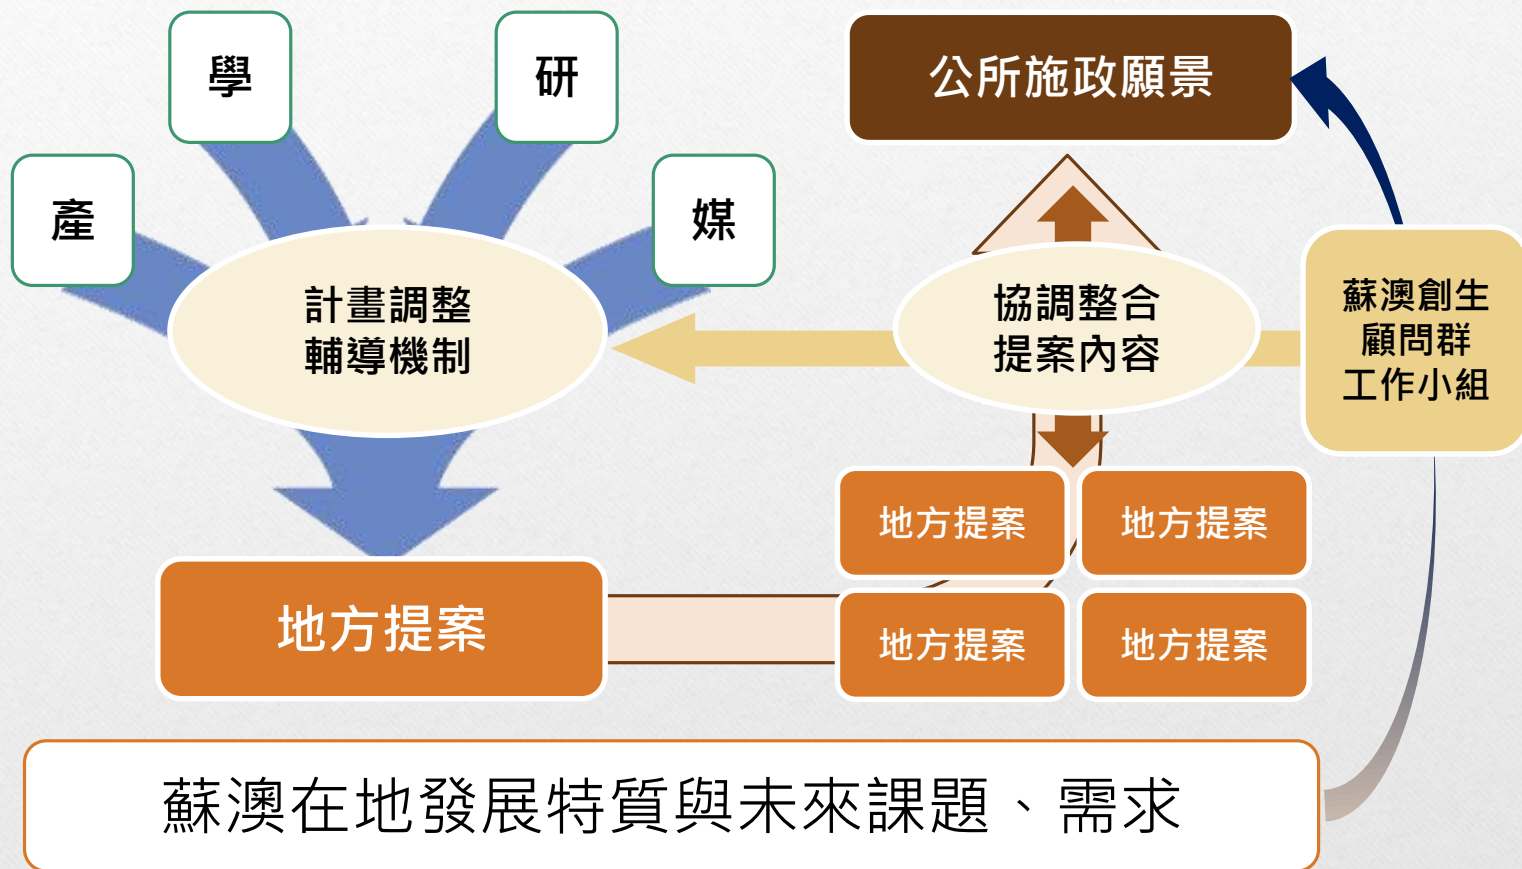 學
研
產
媒
計畫調整
輔導機制
地方提案
公所施政願景
協調整合
提案內容
蘇澳創生
顧問群
工作小組
地方提案
地方提案
地方提案
地方提案
蘇澳在地發展特質與未來課題、需求